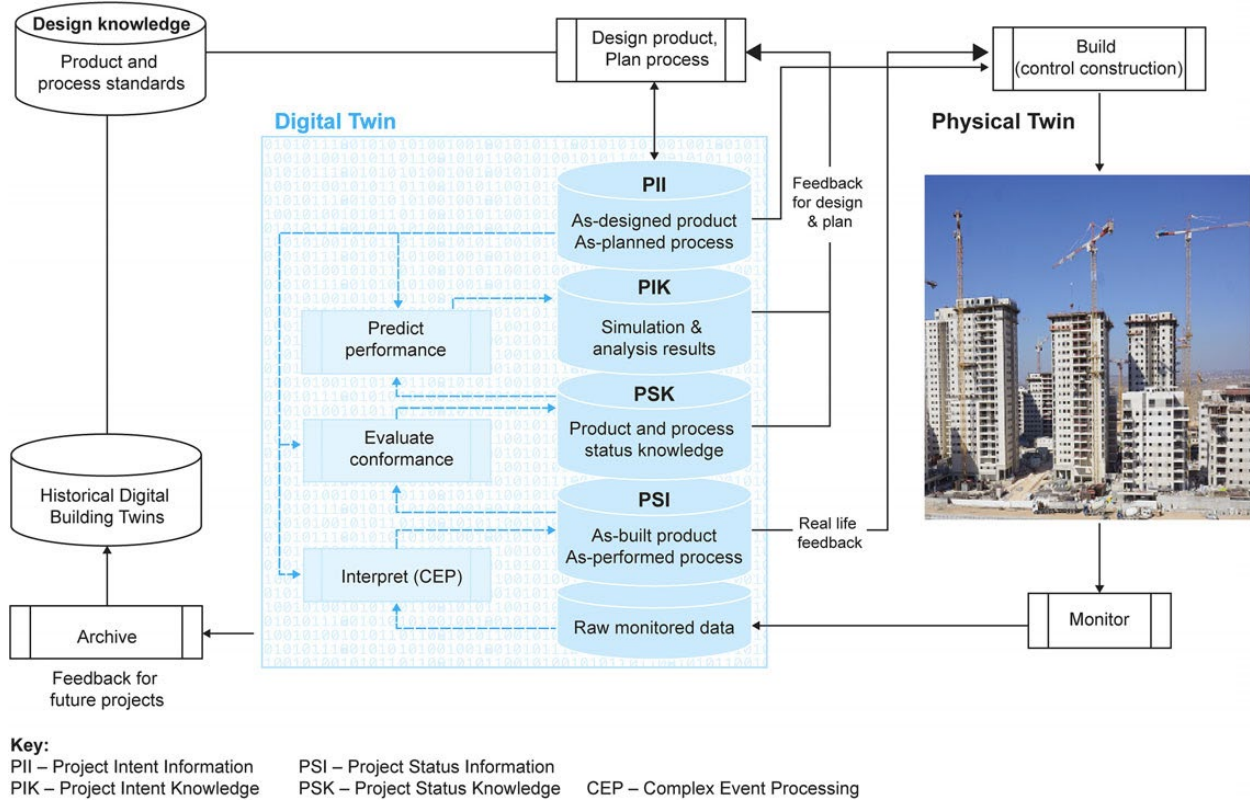 Design knowledge
Product and
process standards
Design product,
Plan process
Build
(control construction)
Digital Twin
Physical Twin
PII
As-designed product
As-planned process
Feedback
for design
& plan
PIK
Simulation &
analysis results
Predict
performance
PSK
Product and process
status knowledge
Evaluate
conformance
PSI
As-built product
As-performed process
Real life
feedback
Interpret (CEP)
Raw monitored data
Monitor
Historical Digital
Building Twins
Archive
Feedback for
future projects
Key:
PII – Project Intent Information PSI – Project Status Information
PIK – Project Intent Knowledge PSK – Project Status Knowledge CEP – Complex Event Processing